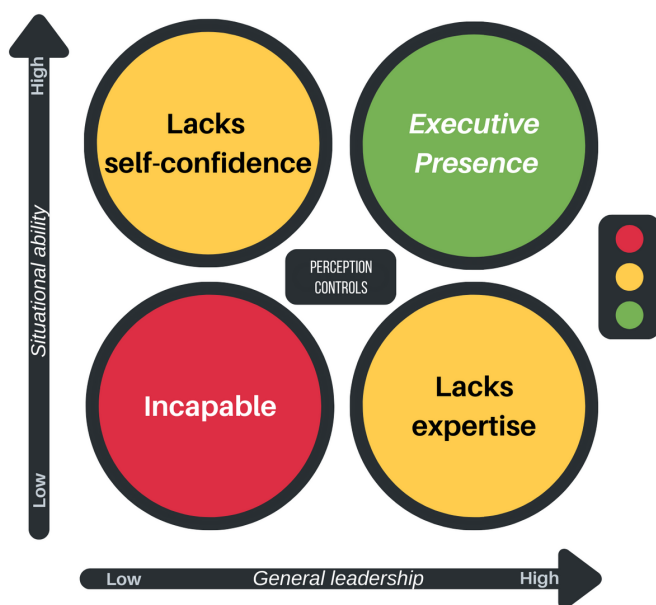 High
Situational ability
Low
Lacks
self-confidence
Executive
Presence
PERCEPTION
CONTROLS
Incapable
Lacks
expertise
Low
General leadership
High